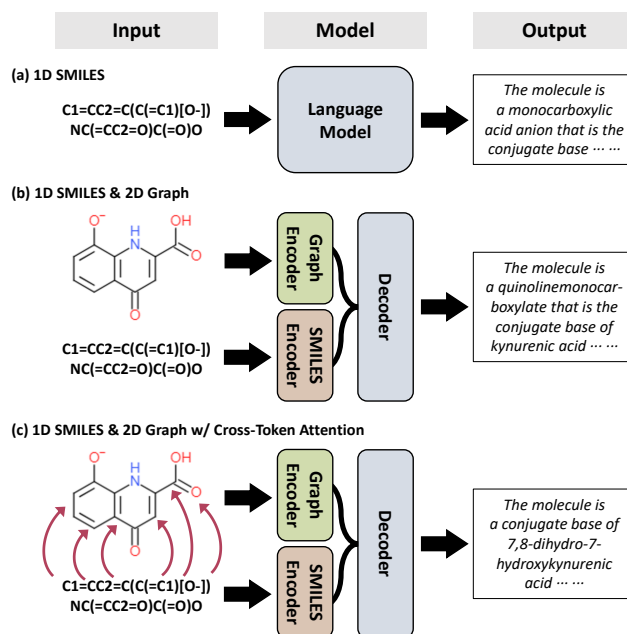 Input Model Output
(a) 1D SMILES
C1=CC2=C(C(=C1)[O-])
NC(=CC2=O)C(=O)O
Language
Model
The molecule is
a monocarboxylic
acid anion that is the
conjugate base ⋯ ⋯
(b) 1D SMILES & 2D Graph
O⁻
H
N
OH
O
O
C1=CC2=C(C(=C1)[O-])
NC(=CC2=O)C(=O)O
Graph
Encoder
SMILES
Encoder
Decoder
The molecule is
a quinolinemonocar-
boxylate that is the
conjugate base of
kynurenic acid ⋯ ⋯
(c) 1D SMILES & 2D Graph w/ Cross-Token Attention
O⁻
H
N
OH
O
O
C1=CC2=C(C(=C1)[O-])
NC(=CC2=O)C(=O)O
Graph
Encoder
SMILES
Encoder
Decoder
The molecule is
a conjugate base of
7,8-dihydro-7-
hydroxykynurenic
acid ⋯ ⋯